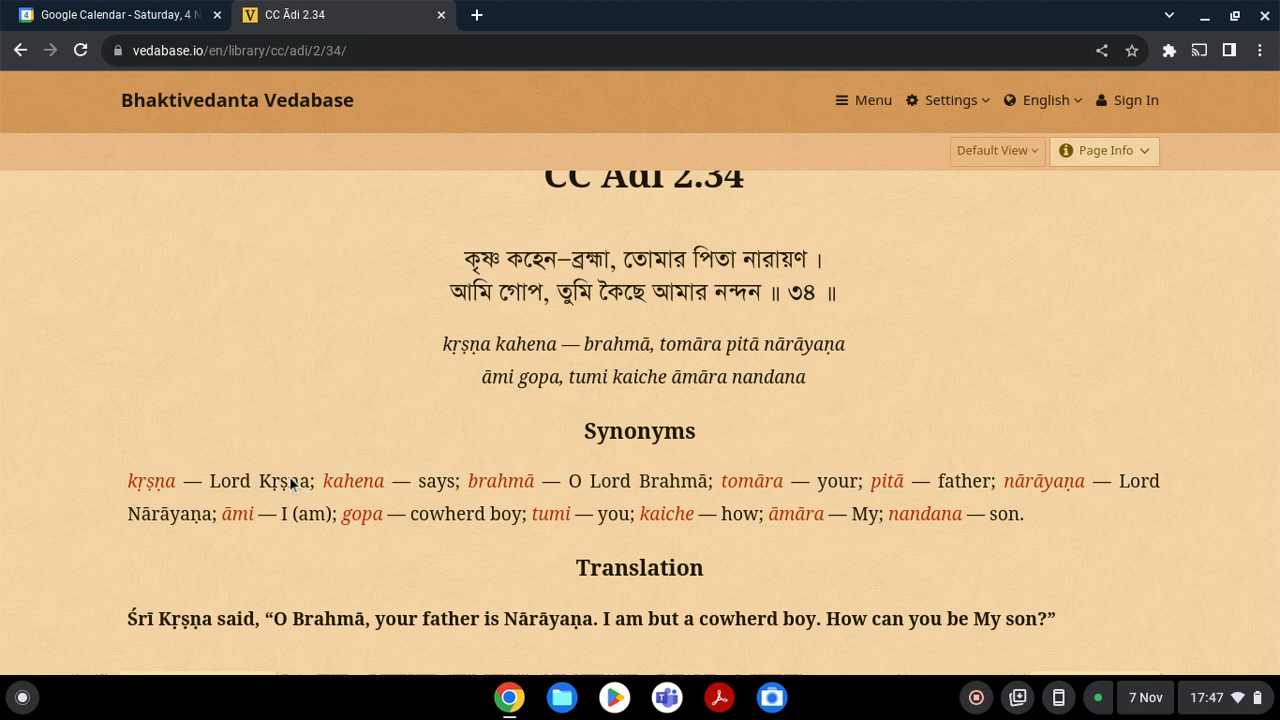 Google Calendar - Saturday, 4 N
CC Ādi 2.34
vedabase.io/en/library/cc/adi/2/34/
Bhaktivedanta Vedabase
Menu Settings English Sign In
Default View Page Info
CC Ādi 2.34
কৃষ্ণ কহেন—ব্রহ্মা, তোমার পিতা নারায়ণ ।
আমি গোপ, তুমি কৈছে আমার নন্দন ॥ ৩৪ ॥
kṛṣṇa kahena — brahmā, tomāra pitā nārāyaṇa
āmi gopa, tumi kaiche āmāra nandana
Synonyms
kṛṣṇa — Lord Kṛṣṇa; kahena — says; brahmā — O Lord Brahmā; tomāra — your; pitā — father; nārāyaṇa — Lord
Nārāyaṇa; āmi — I (am); gopa — cowherd boy; tumi — you; kaiche — how; āmāra — My; nandana — son.
Translation
Śrī Kṛṣṇa said, “O Brahmā, your father is Nārāyaṇa. I am but a cowherd boy. How can you be My son?”
7 Nov 17:47